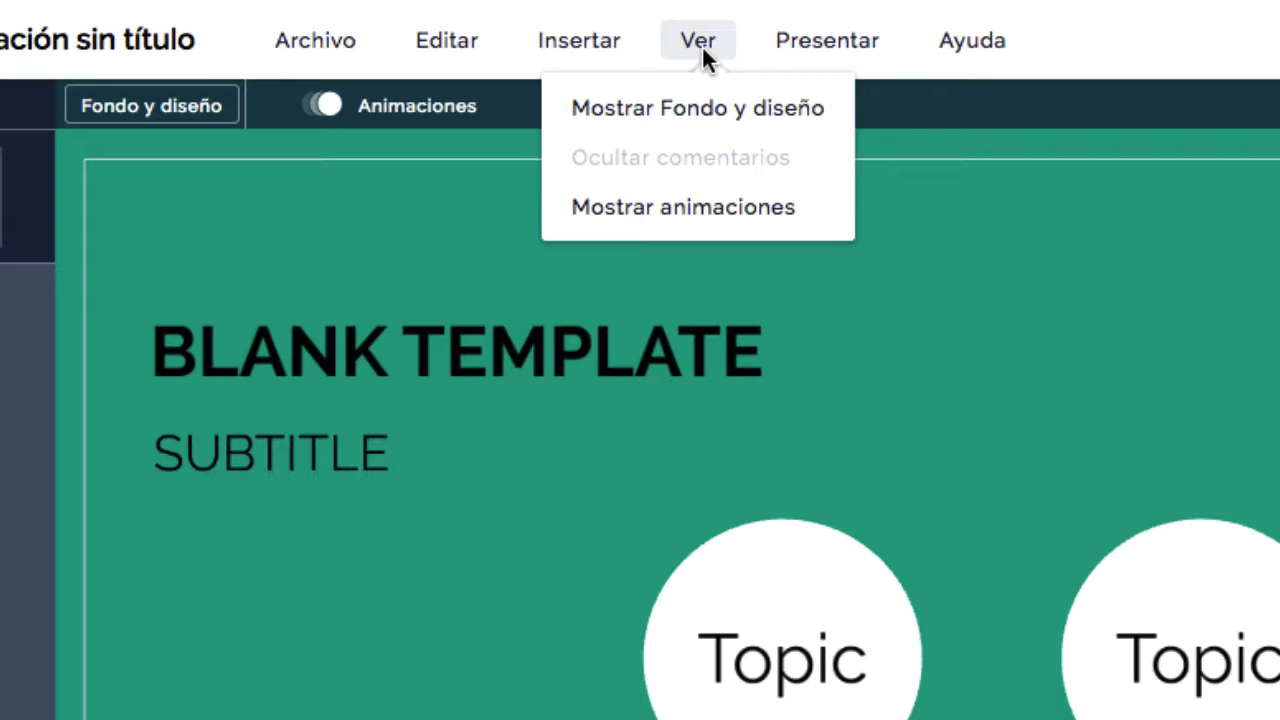 ación sin título
Archivo
Editar
Insertar
Ver
Presentar
Ayuda
Fondo y diseño
Animaciones
Mostrar Fondo y diseño
Ocultar comentarios
Mostrar animaciones
BLANK TEMPLATE
SUBTITLE
Topic
Topic